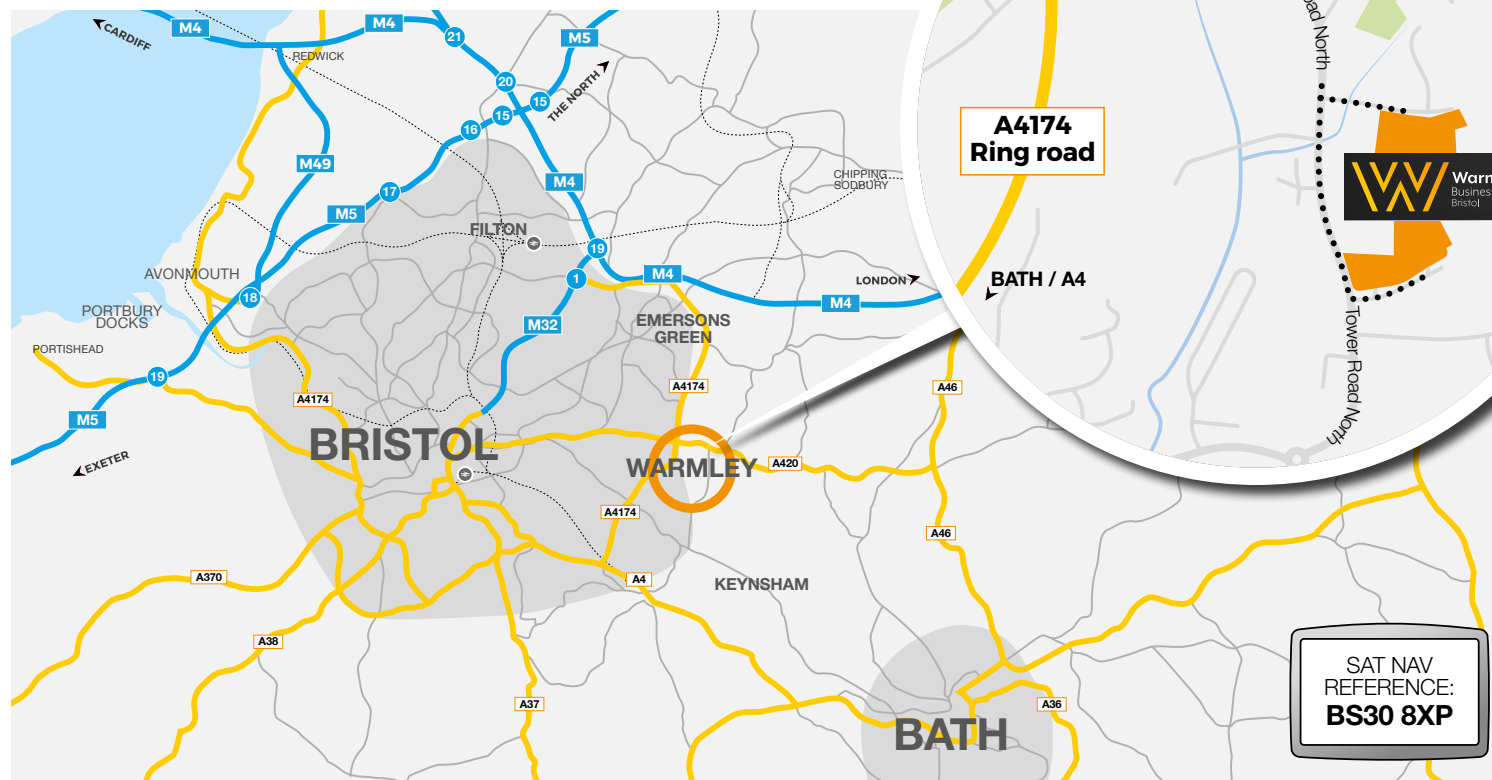 M4
M4
21
M5
CARDIFF
REDWICK
20
THE NORTH
15
15
16
M49
M4
17
M5
CHIPPING
SODBURY
FILTON
19
AVONMOUTH
1
M4
LONDON
M4
18
PORTBURY
DOCKS
M32
EMERSONS
GREEN
PORTISHEAD
19
A4174
A4174
A46
M5
EXETER
BRISTOL
WARMLEY
A420
A4174
A46
A370
A4
KEYNSHAM
A38
A37
A36
BATH
A4174
Ring road
BATH / A4
North
Tower Road North
W
Business
Bristol
SAT NAV
REFERENCE:
BS30 8XP